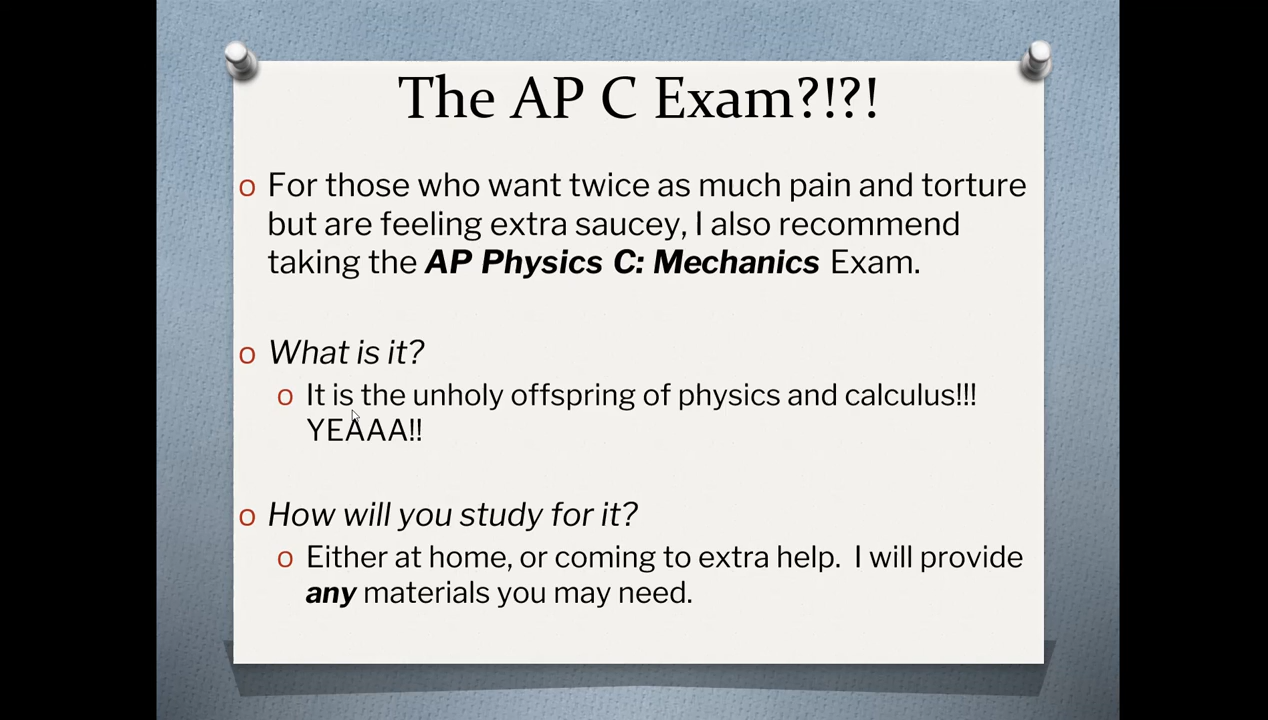 The AP C Exam?!?!
o For those who want twice as much pain and torture
but are feeling extra saucey, I also recommend
taking the AP Physics C: Mechanics Exam.
o What is it?
o It is the unholy offspring of physics and calculus!!!
YEAAA!!
o How will you study for it?
o Either at home, or coming to extra help.  I will provide
any materials you may need.